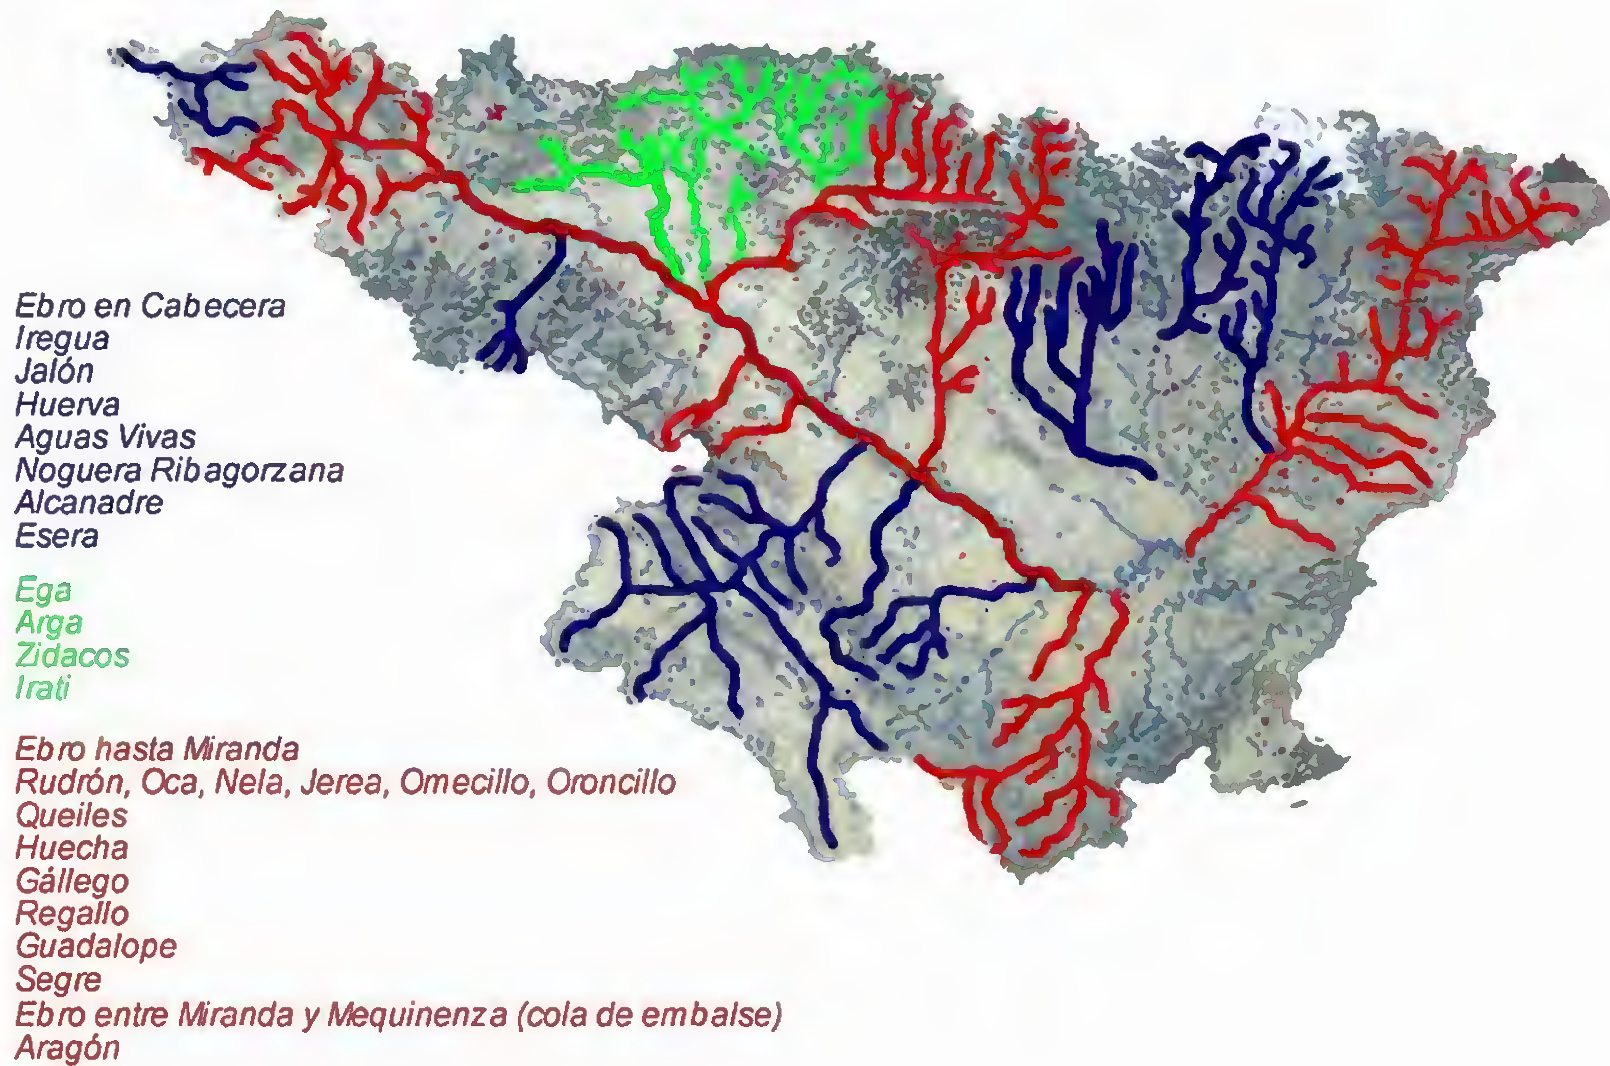 Ebro en Cabecera
Iregua
Jalón
Huerva
Aguas Vivas
Noguera Ribagorzana
Alcanadre
Esera
Ega
Arga
Zidacos
Irati
Ebro hasta Miranda
Rudrón, Oca, Nela, Jerea, Omecillo, Oroncillo
Queiles
Huecha
Gállego
Regallo
Guadalope
Segre
Ebro entre Miranda y Mequinenza (cola de embalse)
Aragón